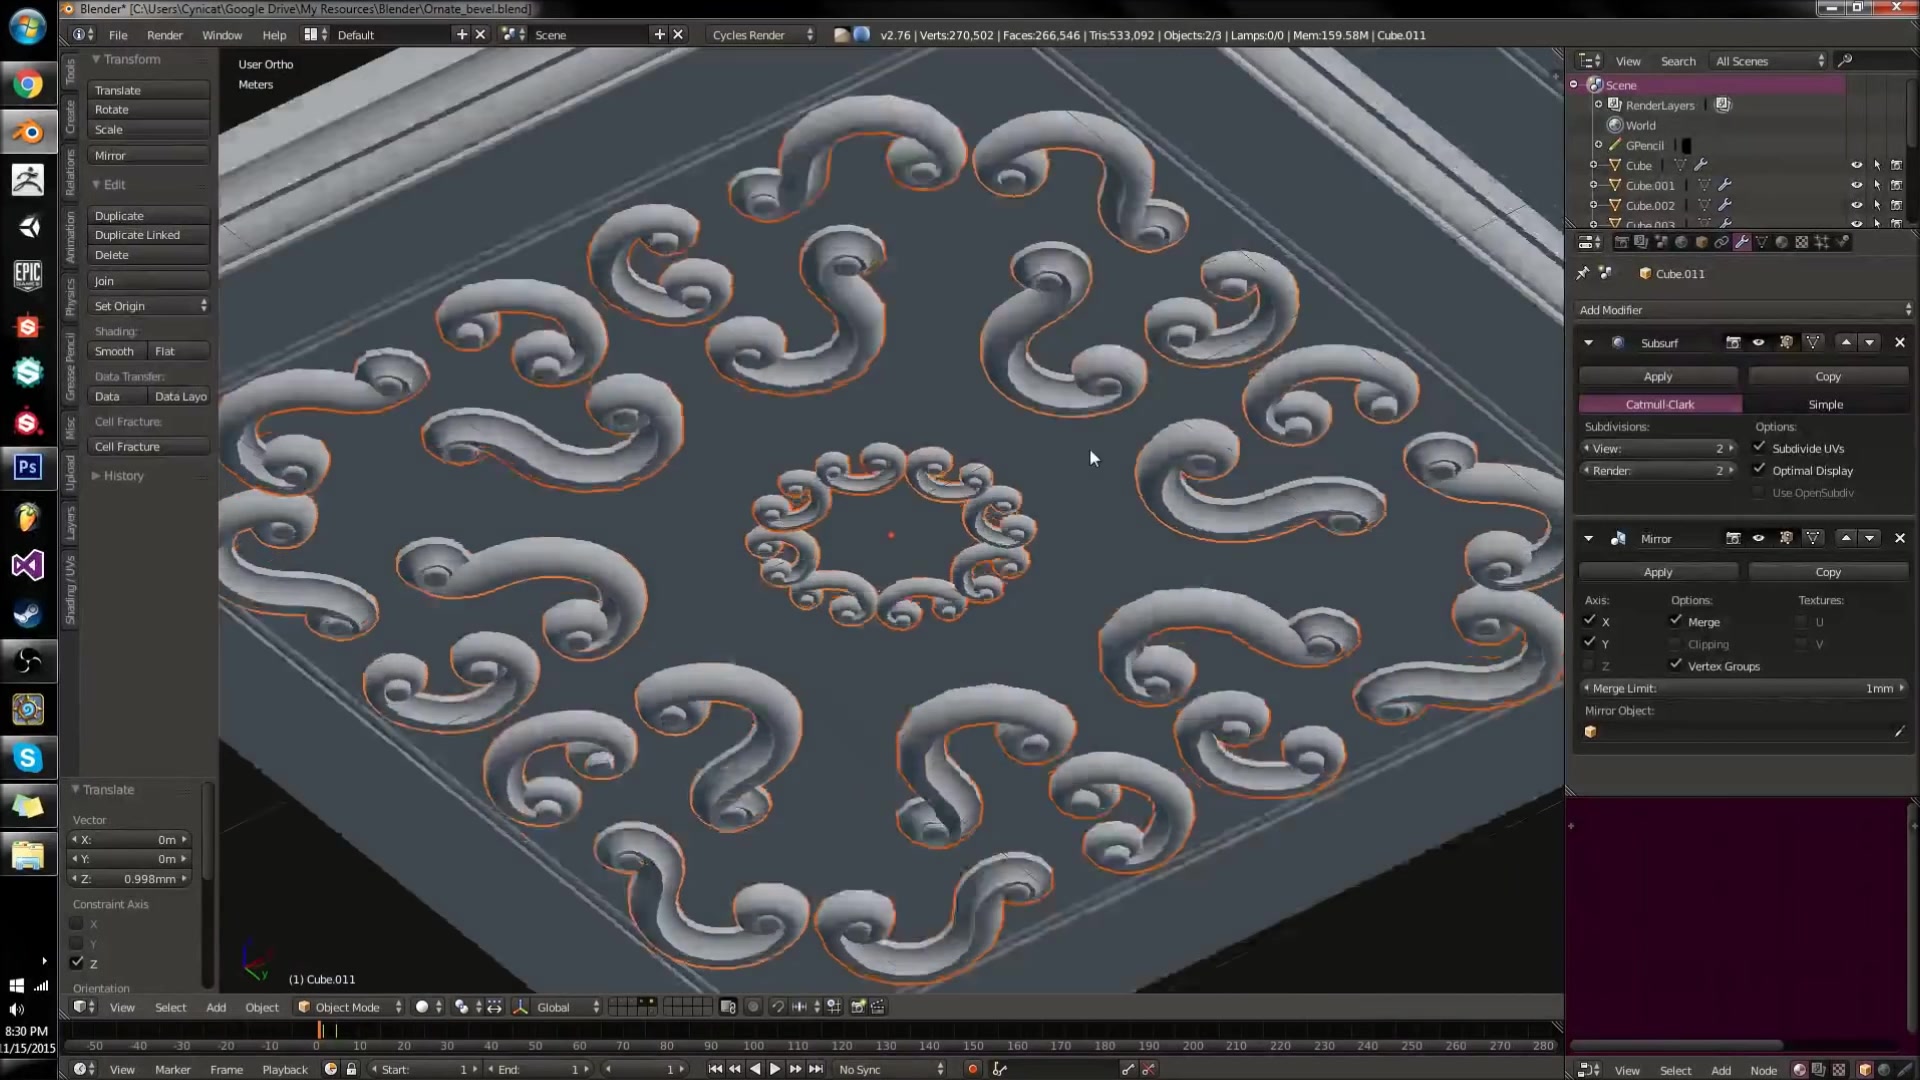 Blender* [C:\Users\Cynicat\Google Drive\My Resources\Blender\Ornate_bevel.blend]
File Render Window Help Default Scene Cycles Render v2.76 | Verts:270,502 | Faces:266,546 | Tris:533,092 | Objects:2/3 | Lamps:0/0 | Mem:159.58M | Cube.011
Transform
Translate
Rotate
Scale
Mirror
Edit
Duplicate
Duplicate Linked
Delete
Join
Set Origin
Shading:
Smooth Flat
Data Transfer:
Data Data Layo
Cell Fracture:
Cell Fracture
History
Tools
Create
Relations
Animation
Physics
Grease Pencil
Misc
Upload
Layers
Shading / UVs
EPIC
GAMES
Ps
Translate
Vector
X: 0m
Y: 0m
Z: 0.998mm
Constraint Axis
X
Y
Z
Orientation
User Ortho
Meters
(1) Cube.011
View Select Add Object Object Mode Global
-50 -40 -30 -20 -10 0 10 20 30 40 50 60 70 80 90 100 110 120 130 140 150 160 170 180 190 200 210 220 230 240 250 260 270 280
View Marker Frame Playback Start: 1 End: 1 1 No Sync
8:30 PM
11/15/2015
View Search All Scenes
Scene
RenderLayers
World
GPencil
Cube
Cube.001
Cube.002
Cube.003
Cube.011
Add Modifier
Subsurf
Apply Copy
Catmull-Clark Simple
Subdivisions: Options:
View: 2 Subdivide UVs
Render: 2 Optimal Display
Use OpenSubdiv
Mirror
Apply Copy
Axis: Options: Textures:
X Merge U
Y Clipping V
Z Vertex Groups
Merge Limit: 1mm
Mirror Object:
View Select Add Node